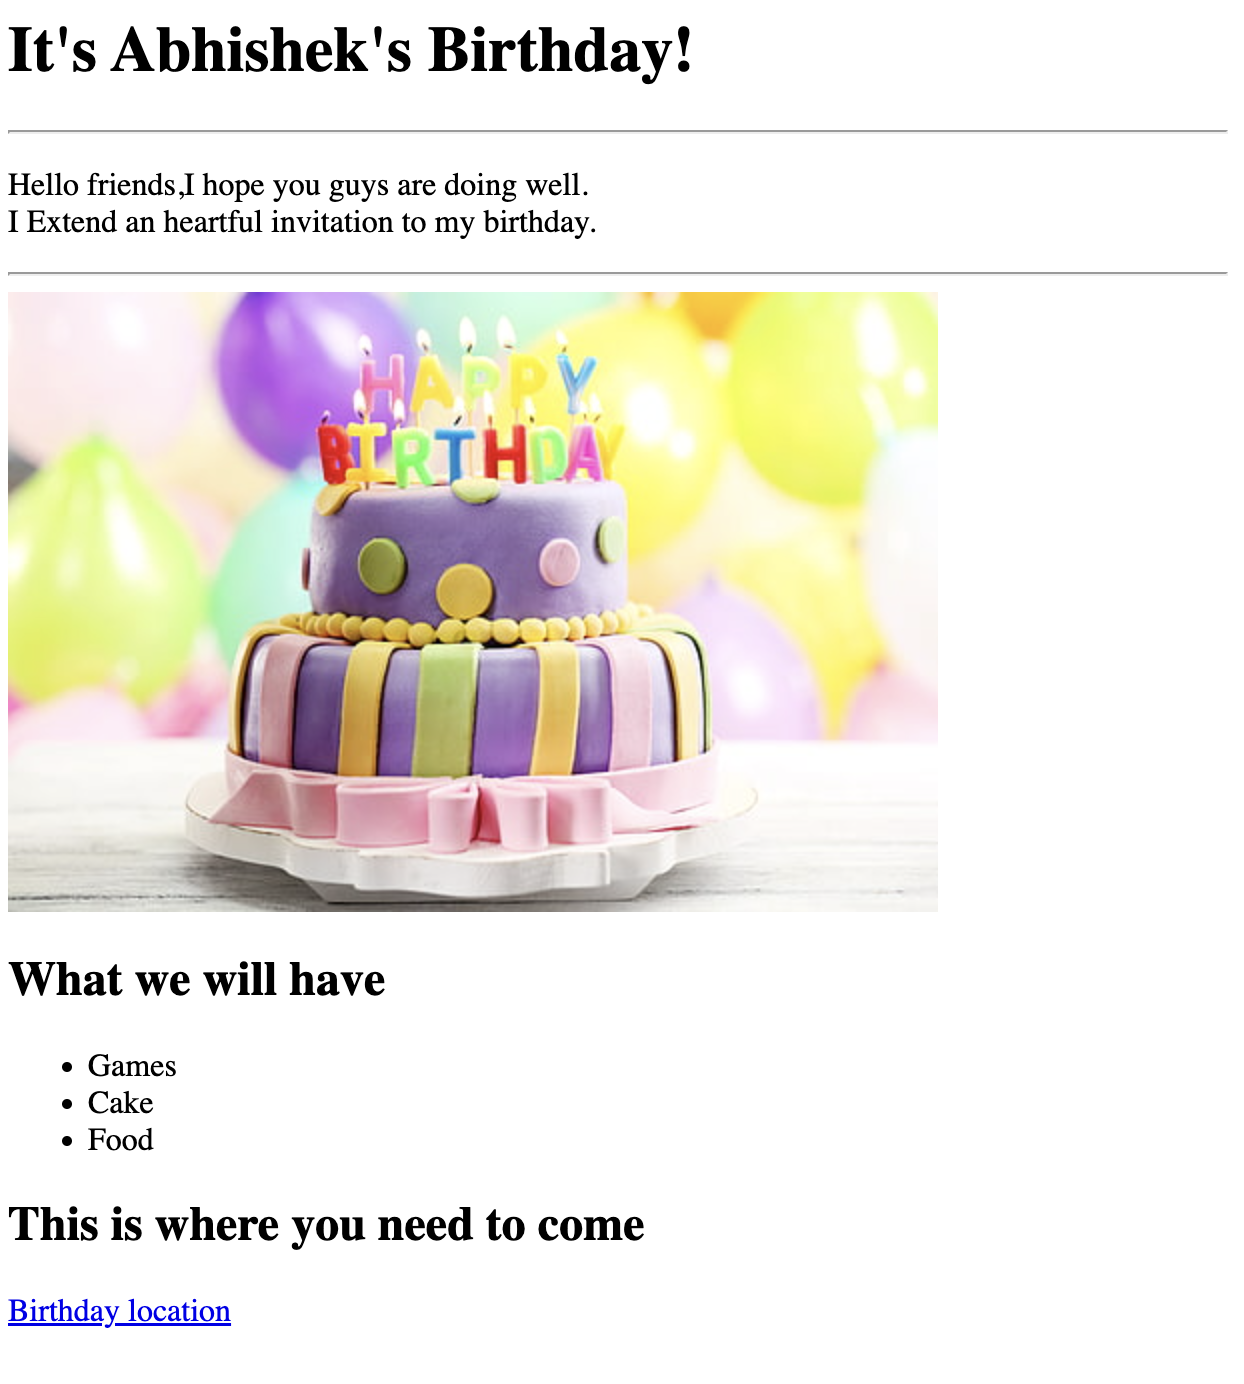 It's Abhishek's Birthday!
Hello friends,I hope you guys are doing well.
I Extend an heartful invitation to my birthday.
HAPPY
BIRTHDAY
What we will have
• Games
• Cake
• Food
This is where you need to come
Birthday location